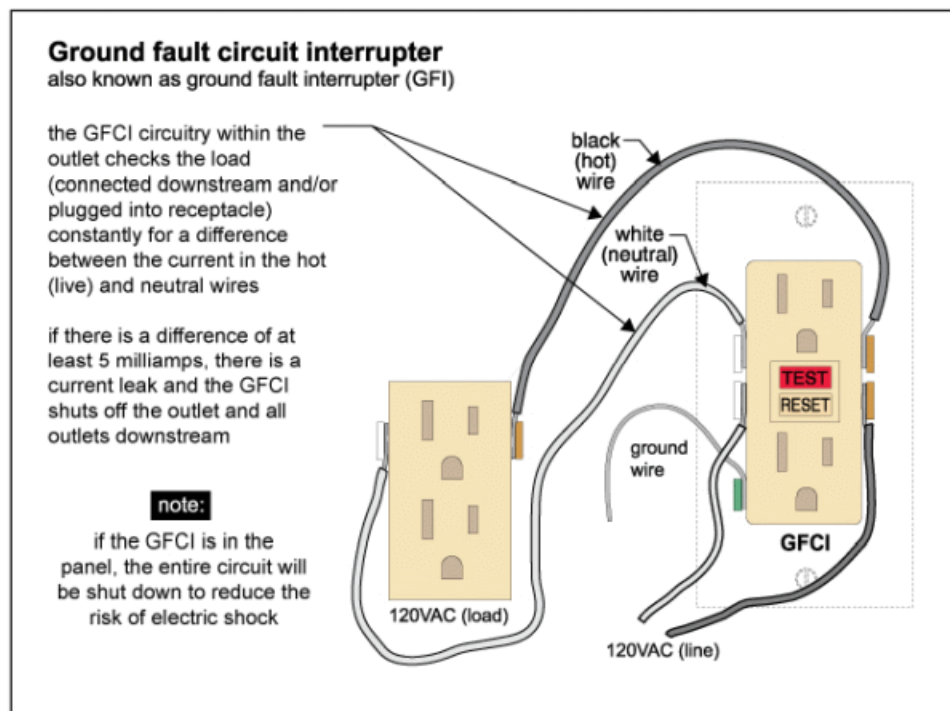 Ground fault circuit interrupter
also known as ground fault interrupter (GFI)
the GFCI circuitry within the
outlet checks the load
(connected downstream and/or
plugged into receptacle)
constantly for a difference
between the current in the hot
(live) and neutral wires
if there is a difference of at
least 5 milliamps, there is a
current leak and the GFCI
shuts off the outlet and all
outlets downstream
note:
if the GFCI is in the
panel, the entire circuit will
be shut down to reduce the
risk of electric shock
black
(hot)
wire
white
(neutral)
wire
TEST
RESET
ground
wire
GFCI
120VAC (load)
120VAC (line)